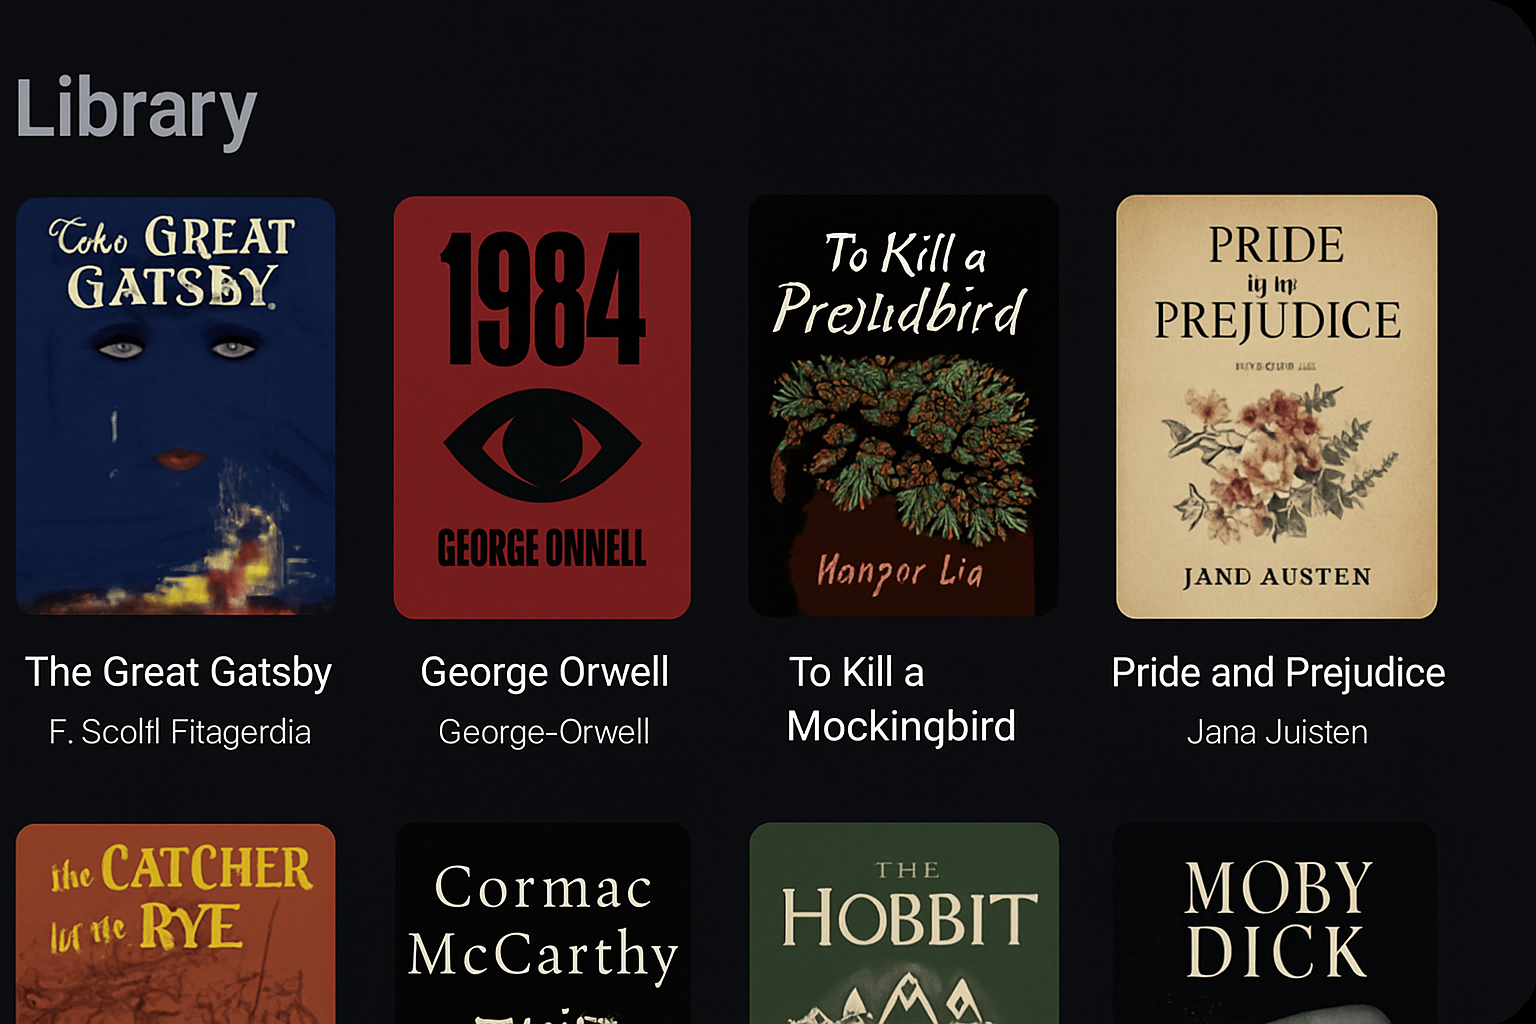 Library
Toko GREAT
GATSBY.
1984
GEORGE ONNELL
To Kill a
Hanpor Lia
PRIDE
PREJUDICE
JAND AUSTEN
The Great Gatsby
F. Scolfl Fitagerdia
George Orwell
George-Orwell
To Kill a
Mockingbird
Pride and Prejudice
Jana Juisten
the CATCHER
RYE
Cormac
McCarthy
THE
HOBBIT
MOBY
DICK